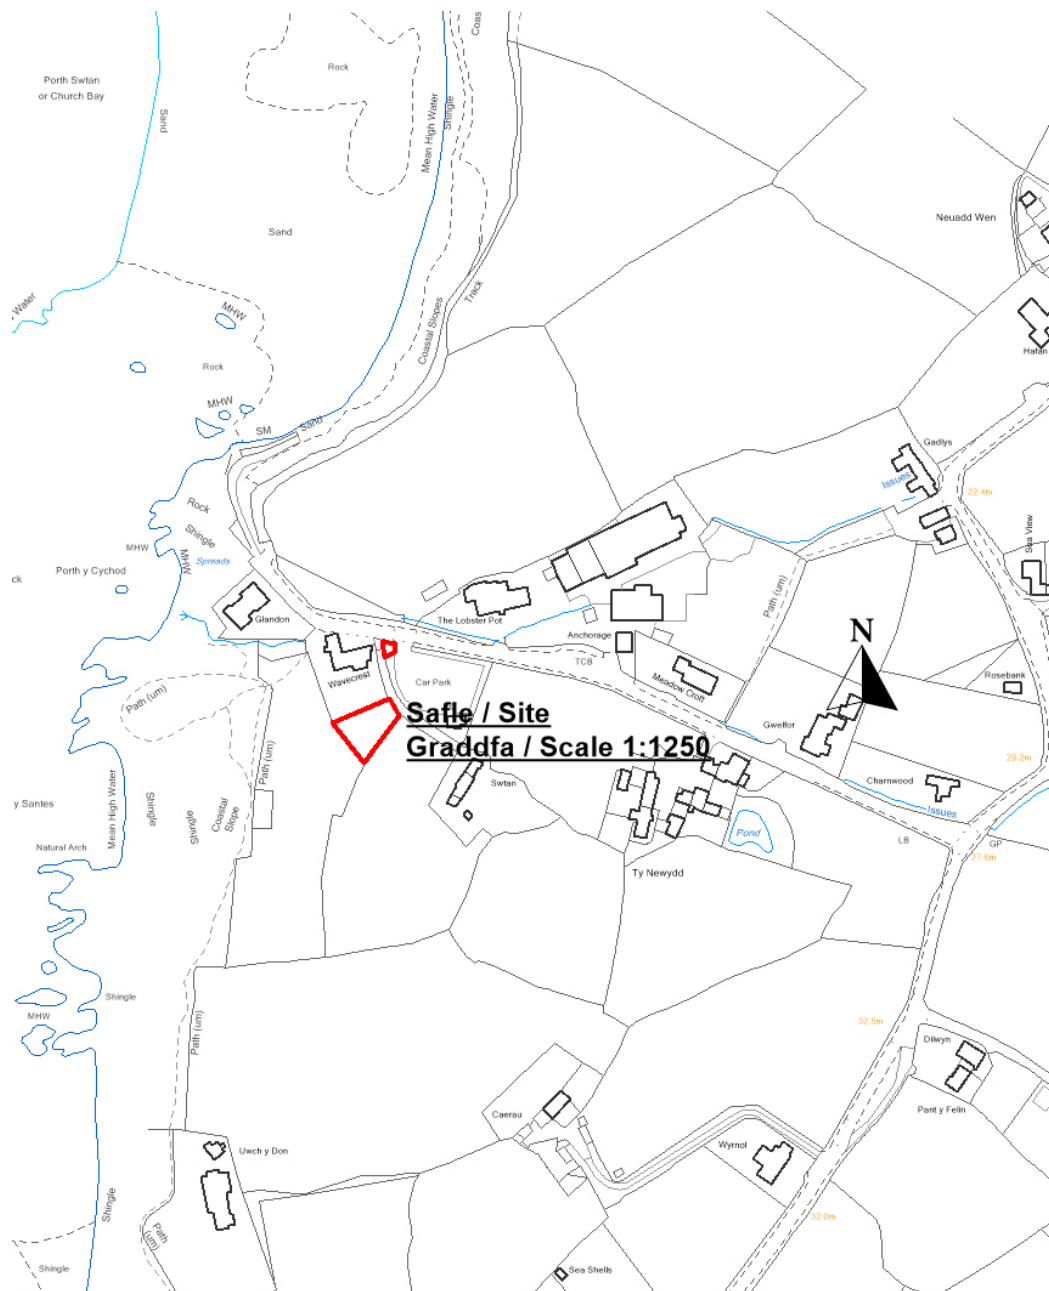 Coas
Rock
Porth Swtan
or Church Bay
Sand
Mean High Water
Shingle
Neuadd Wen
Sand
Track
Water
MHW
Coastal Slopes
Hafan
Rock
MHW
SM
Sand
Gadlys
Issues
22.4m
Rock
Shingle
Sea View
MHW
MHW
Spreads
ck
Porth y Cychod
Path (um)
Glandon
The Lobster Pot
Anchorage
TCB
Wavecrest
Car Park
Meadow Croft
N
Rosebank
Path (um)
Safle / Site
Gwelfor
Graddfa / Scale 1:1250
Path (um)
29.2m
Swtan
Charnwood
Mean High Water
y Santes
Shingle
Shingle
Coastal
Slope
Issues
Pond
LB
GP
Natural Arch
27.6m
Ty Newydd
Shingle
MHW
Path (um)
32.5m
Dilwyn
Caerau
Pant y Felin
Wyrnol
Uwch y Don
Shingle
32.0m
Path
(um)
Shingle
Sea Shells